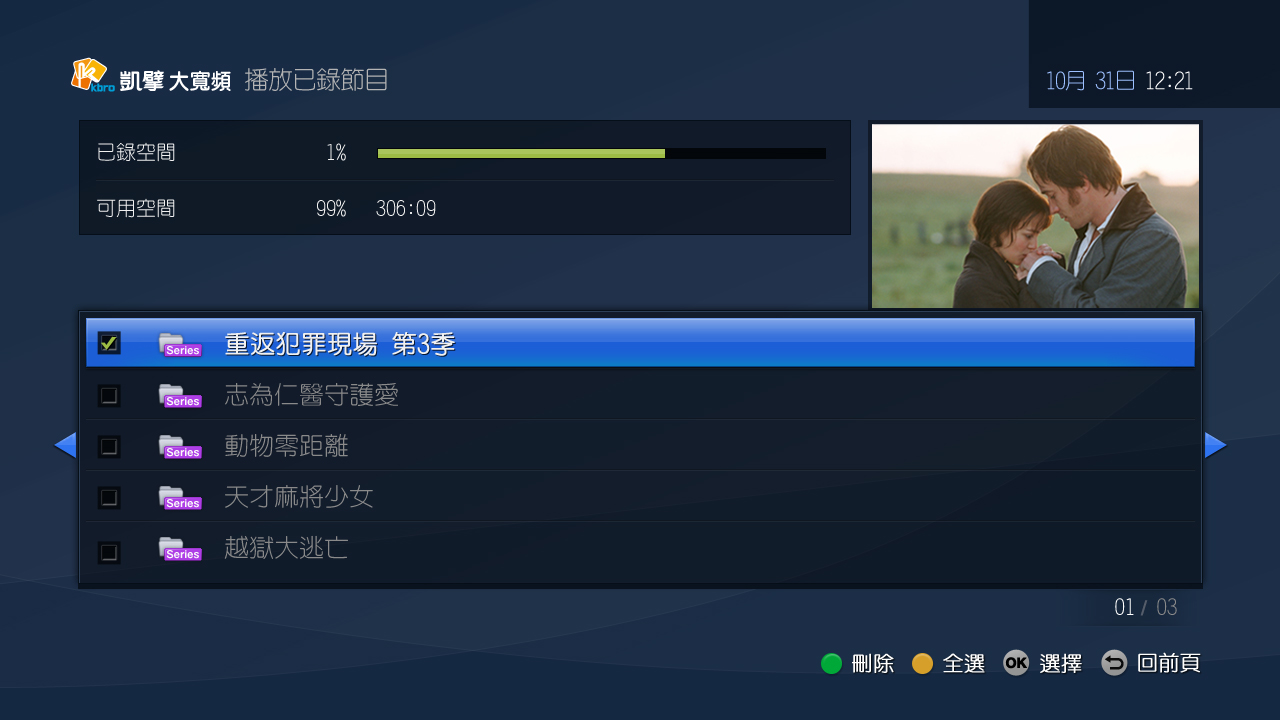 kbro 凱擘 大寬頻 播放已錄節目
10月 31日 12:21
已錄空間 1%
可用空間 99% 306:09
Series 重返犯罪現場 第3季
Series 志為仁醫守護愛
Series 動物零距離
Series 天才麻將少女
Series 越獄大逃亡
01 / 03
刪除 全選 OK 選擇 回前頁